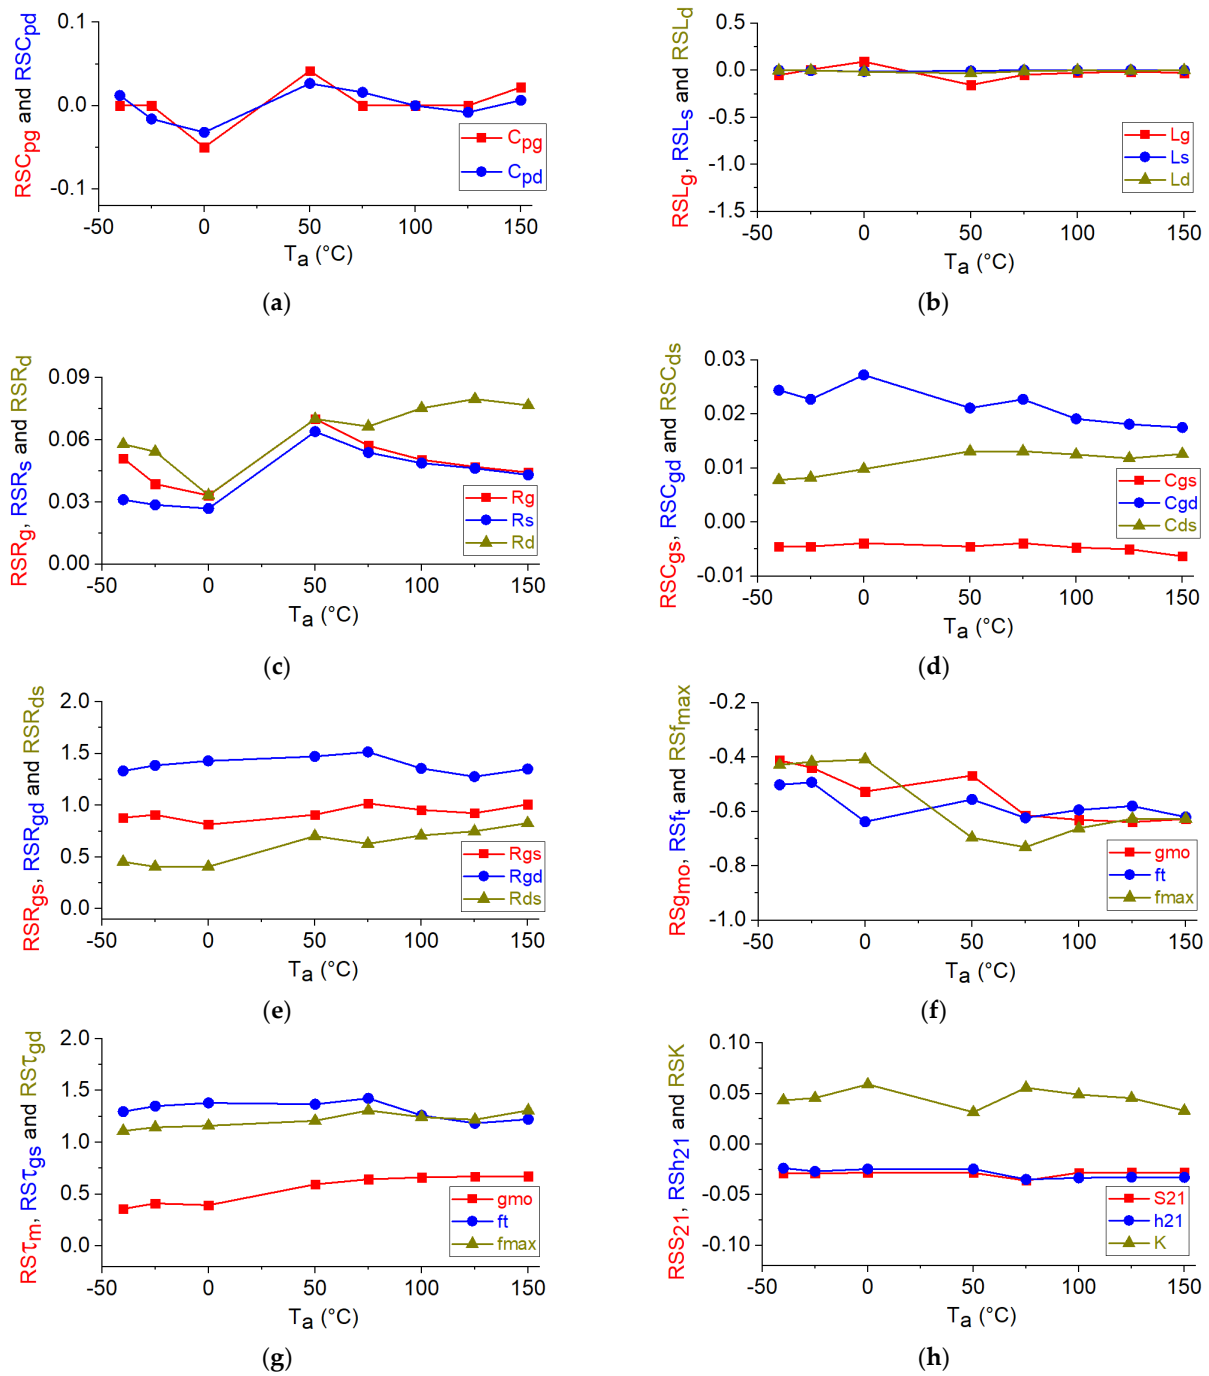 RSCpg and RSCpd
0.1
0.0
-0.1
Cpg
Cpd
-50 0 50 100 150
Ta (°C)
(a)
RSLg, RSLs and RSLd
0.5
0.0
-0.5
-1.0
-1.5
Lg
Ls
Ld
-50 0 50 100 150
Ta (°C)
(b)
RSRg, RSRs and RSRd
0.09
0.06
0.03
0.00
Rg
Rs
Rd
-50 0 50 100 150
Ta (°C)
(c)
RSCgs, RSCgd and RSCds
0.03
0.02
0.01
0.00
-0.01
Cgs
Cgd
Cds
-50 0 50 100 150
Ta (°C)
(d)
RSRgs, RSRgd and RSRds
2.0
1.5
1.0
0.5
0.0
Rgs
Rgd
Rds
-50 0 50 100 150
Ta (°C)
(e)
RSgmo, RSft and RSfmax
-0.2
-0.4
-0.6
-0.8
-1.0
gmo
ft
fmax
-50 0 50 100 150
Ta (°C)
(f)
RSτm, RSτgs and RSτgd
2.0
1.5
1.0
0.5
0.0
gmo
ft
fmax
-50 0 50 100 150
Ta (°C)
(g)
RSS21, RSh21 and RSK
0.10
0.05
0.00
-0.05
-0.10
S21
h21
K
-50 0 50 100 150
Ta (°C)
(h)